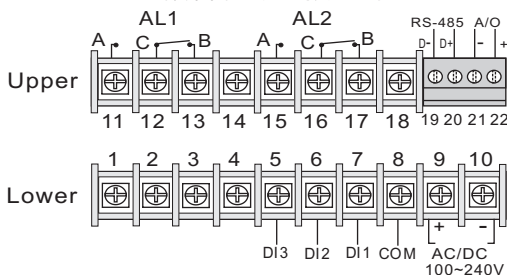 AL1 AL2 RS-485 A/O
A C B A C B D- D+ - +
Upper
11 12 13 14 15 16 17 18 19 20 21 22
1 2 3 4 5 6 7 8 9 10
Lower
+ -
DI3 DI2 DI1 COM AC/DC
100~240V